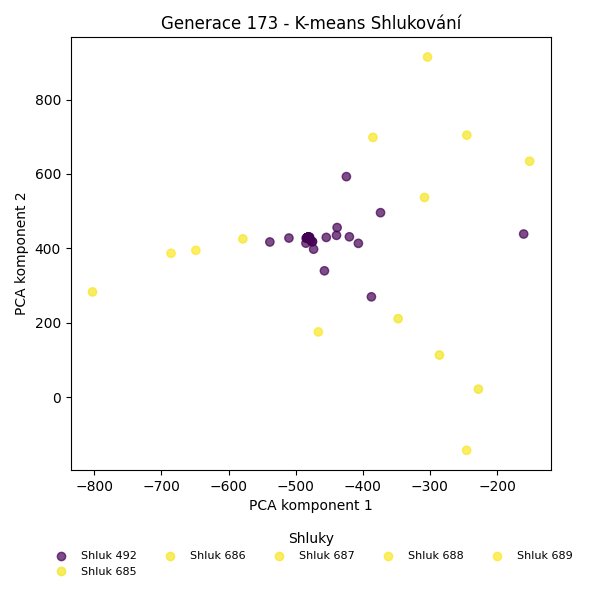 Generace 173 - K-means Shlukování
800
600
400
200
0
PCA komponent 2
−800 −700 −600 −500 −400 −300 −200
PCA komponent 1
Shluky
Shluk 492 Shluk 686 Shluk 687 Shluk 688 Shluk 689
Shluk 685